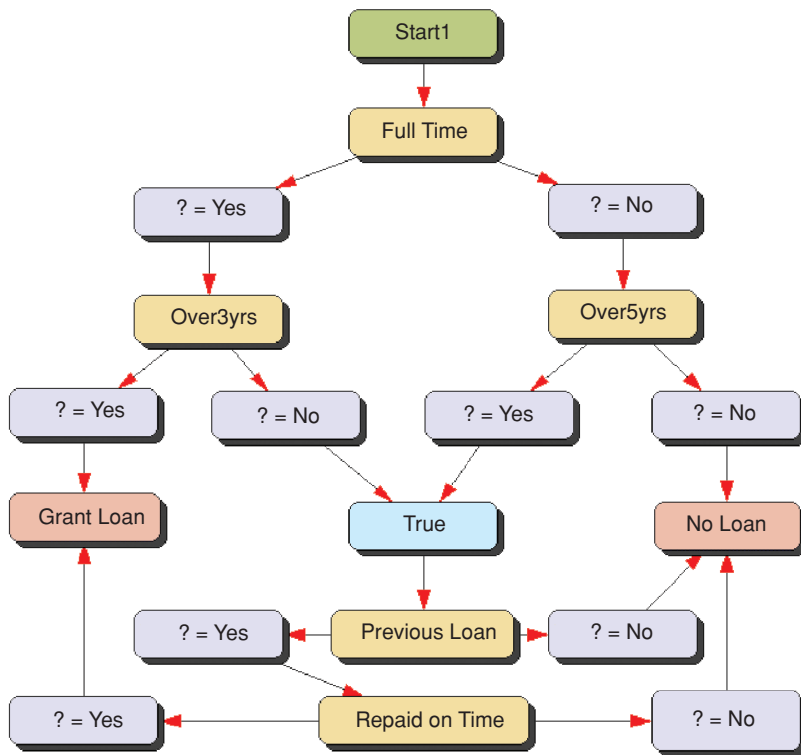 Start1
Full Time
? = Yes
? = No
Over3yrs
Over5yrs
? = Yes
? = No
? = Yes
? = No
Grant Loan
True
No Loan
? = Yes
Previous Loan
? = No
? = Yes
Repaid on Time
? = No